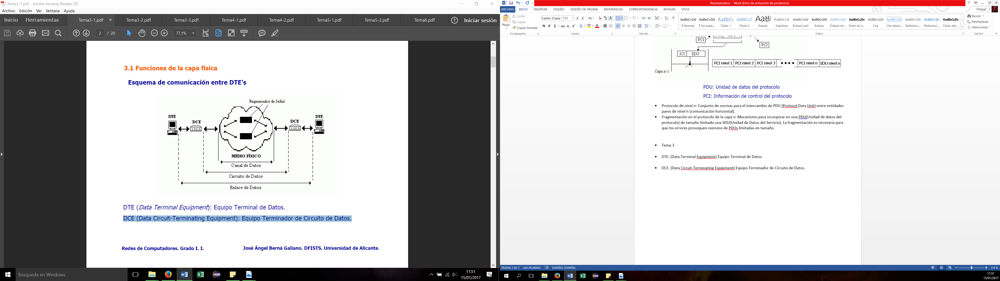 Tema3-1.pdf - Adobe Acrobat Reader DC
Archivo Edición Ver Ventana Ayuda
Inicio Herramientas Tema3-1.pdf × Tema3-2.pdf Tema3-3.pdf Tema4-1.pdf Tema4-2.pdf Tema5-1.pdf Tema5-2.pdf Tema6.pdf ? Iniciar sesión
2 / 20 77,1%
3.1 Funciones de la capa física
Esquema de comunicación entre DTE’s
Regenerador de Señal
DTE DTE
DCE DCE
MEDIO FÍSICO
Canal de Datos
Circuito de Datos
Enlace de Datos
DTE (Data Terminal Equipment): Equipo Terminal de Datos.
DCE (Data Circuit-Terminating Equipment): Equipo Terminador de Circuito de Datos.
Redes de Computadores. Grado I. I. José Ángel Berná Galiano. DFISTS. Universidad de Alicante.
Búsqueda en Windows
11:51
15/01/2017
Resumen.docx - Word (Error de activación de productos)
ARCHIVO INICIO INSERTAR DISEÑO DISEÑO DE PÁGINA REFERENCIAS CORRESPONDENCIA REVISAR VISTA Diegus .
Pegar
Cortar
Copiar
Copiar formato
Portapapeles
Calibri (Cuerp 11
N K S abc x₂ x²
Fuente
Párrafo
AaBbCcDd AaBbCcDd AaBbC AaBbCcC AaBl AaBbCcD AaBbCcDd AaBbCcDd AaBbCcDd AaBbCcDc AaBbCcDd AaBbCcDd AaBbCcDd AaBbCcDd AaBbCcDc
¶ Normal ¶ Sin espa... Título 1 Título 2 Puesto Subtítulo Énfasis sutil Énfasis Énfasis int... Texto en n... Cita Cita desta... Referenci... Referenci... Título del...
Estilos
Buscar
Reemplazar
Seleccionar
Edición
PCI
PCI
ICI SDU
Capa n-1
PCI nivel 1 PCI nivel 2 PCI nivel 3 • • • • PCI nivel n SDU nivel n
PDU: Unidad de datos del protocolo
PCI: Información de control del protocolo
• Protocolo de nivel n: Conjunto de normas para el intercambio de PDU (Protocol Data Unit) entre entidades
pares de nivel n (comunicación horizontal).
• Fragmentación en el protocolo de la capa n: Mecanismo para incorporar en una PDU(Unidad de datos del
protocolo) de tamaño limitado una SDU(Unidad de Datos del Servicio). La fragmentación es necesaria para
que los errores provoquen reenvíos de PDUs limitadas en tamaño.
• Tema 3
• DTE: (Data Terminal Equipment) Equipo Terminal de Datos.
• DCE: (Data Circuit-Terminating Equipment) Equipo Terminador de Circuito de Datos.
PÁGINA 3 DE 3 645 PALABRAS ESPAÑOL (ESPAÑA) 110 %
11:51
15/01/2017